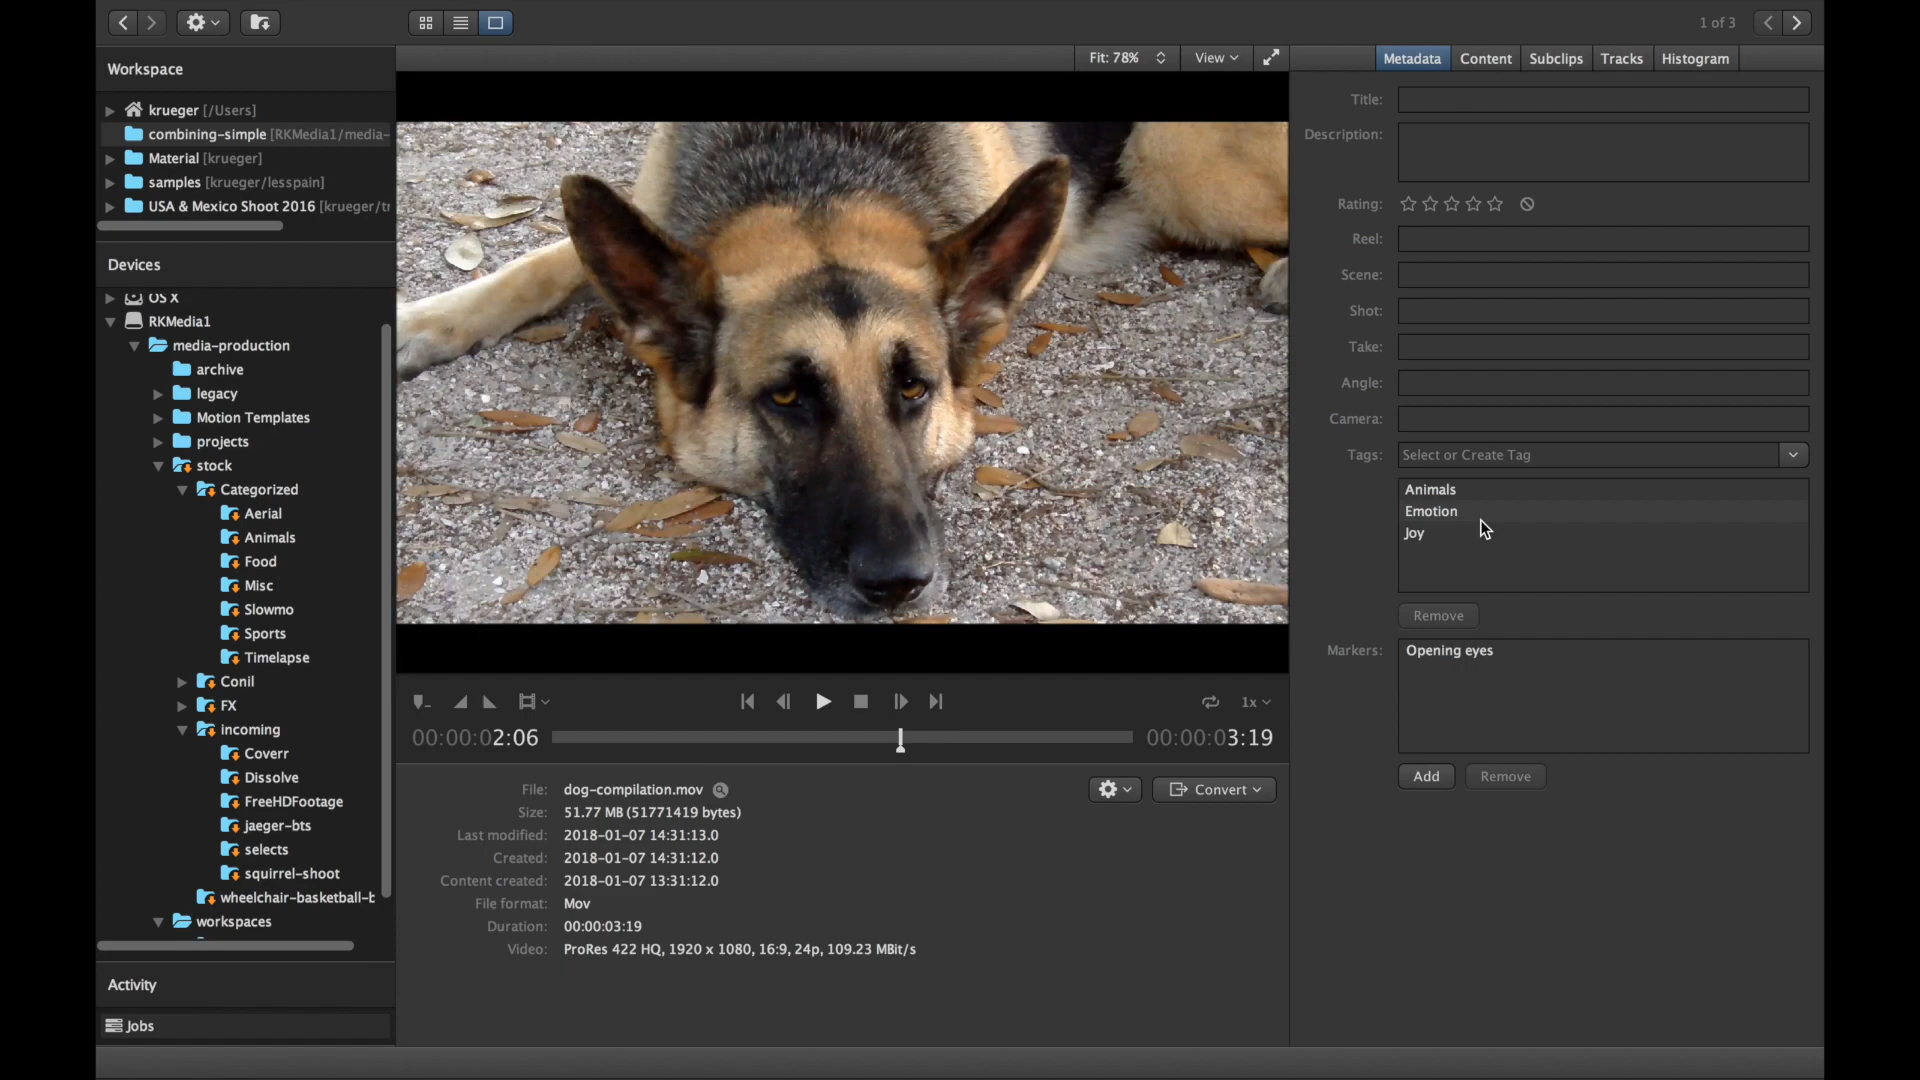 1 of 3
Workspace
krueger [/Users]
combining-simple [RKMedia1/media-
Material [krueger]
samples [krueger/lesspain]
USA & Mexico Shoot 2016 [krueger/tr
Devices
OS X
RKMedia1
media-production
archive
legacy
Motion Templates
projects
stock
Categorized
Aerial
Animals
Food
Misc
Slowmo
Sports
Timelapse
Conil
FX
incoming
Coverr
Dissolve
FreeHDFootage
jaeger-bts
selects
squirrel-shoot
wheelchair-basketball-b
workspaces
Activity
Jobs
Fit: 78%
View
1x
00:00:02:06
00:00:03:19
File: dog-compilation.mov
Size: 51.77 MB (51771419 bytes)
Last modified: 2018-01-07 14:31:13.0
Created: 2018-01-07 14:31:12.0
Content created: 2018-01-07 13:31:12.0
File format: Mov
Duration: 00:00:03:19
Video: ProRes 422 HQ, 1920 x 1080, 16:9, 24p, 109.23 MBit/s
Convert
Metadata Content Subclips Tracks Histogram
Title:
Description:
Rating:
Reel:
Scene:
Shot:
Take:
Angle:
Camera:
Tags: Select or Create Tag
Animals
Emotion
Joy
Remove
Markers: Opening eyes
Add Remove